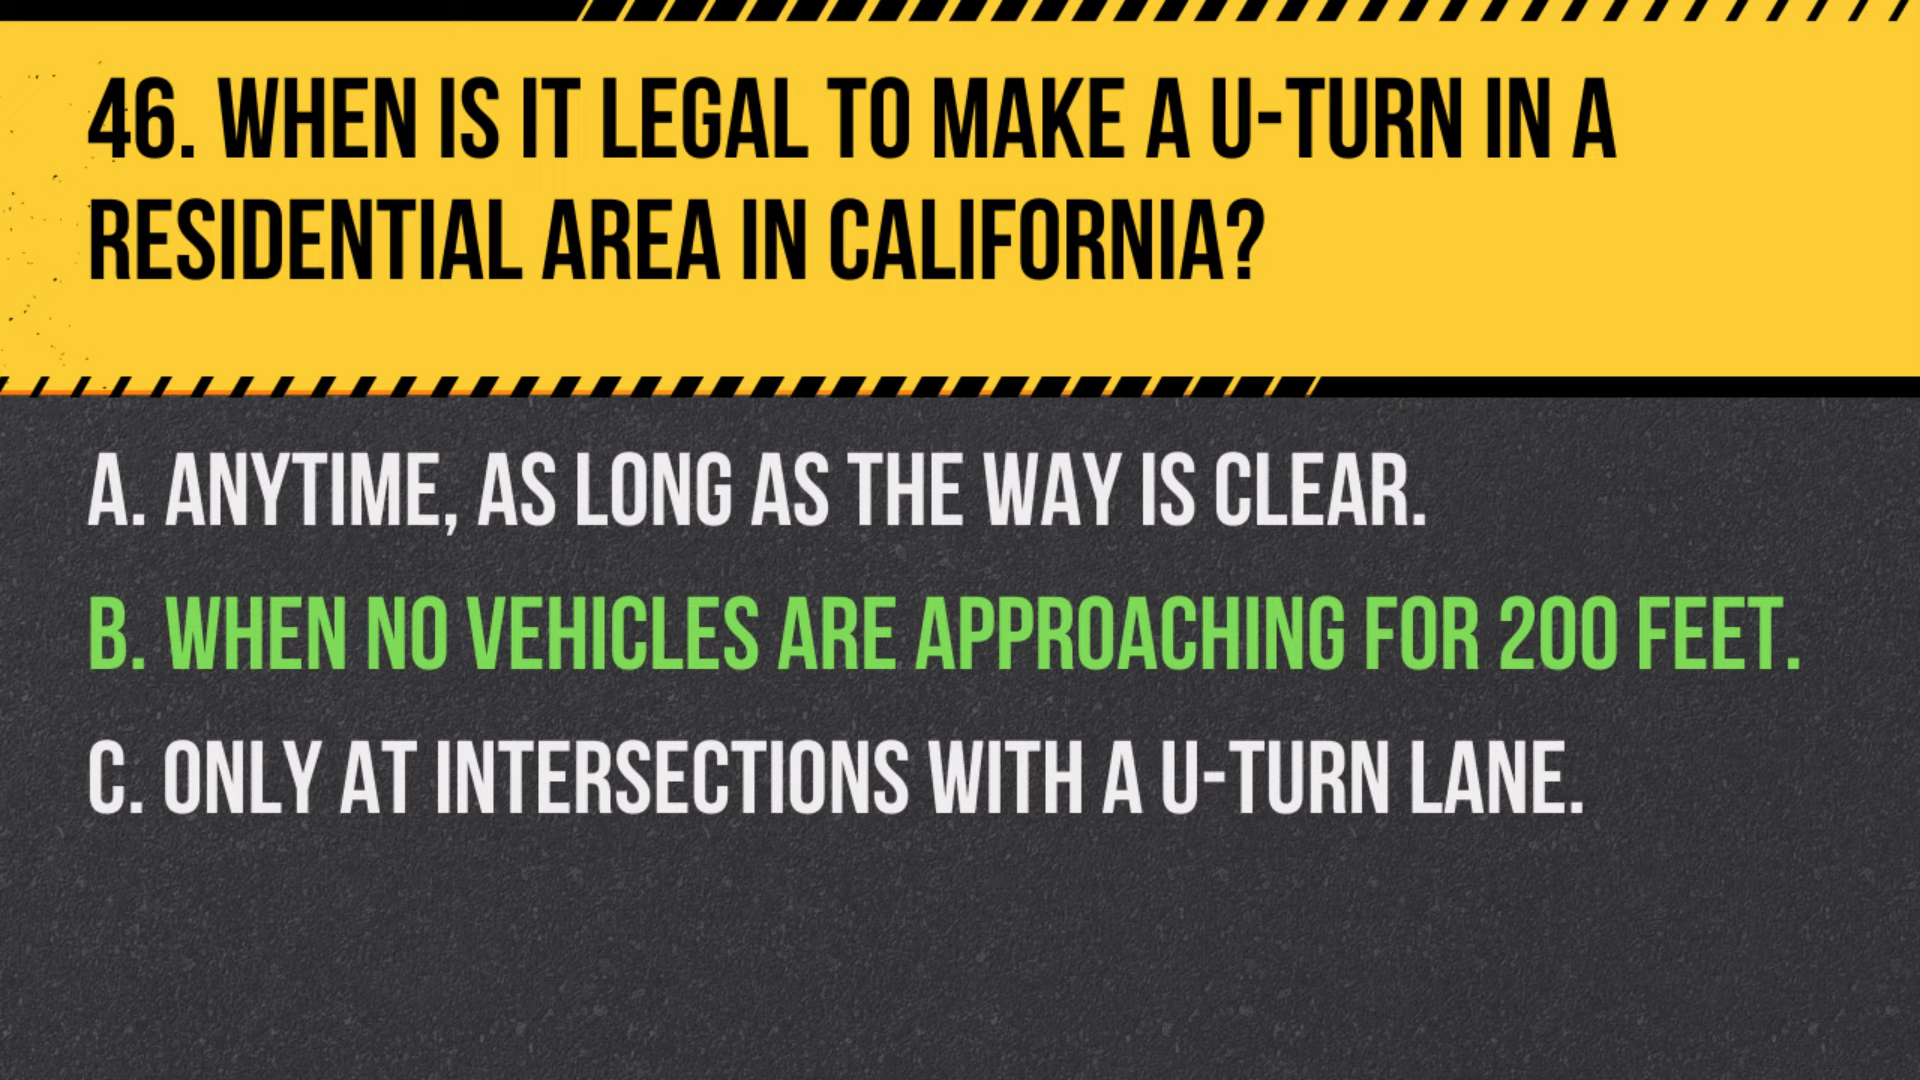 46. WHEN IS IT LEGAL TO MAKE A U-TURN IN A
RESIDENTIAL AREA IN CALIFORNIA?
A. ANYTIME, AS LONG AS THE WAY IS CLEAR.
B. WHEN NO VEHICLES ARE APPROACHING FOR 200 FEET.
C. ONLY AT INTERSECTIONS WITH A U-TURN LANE.